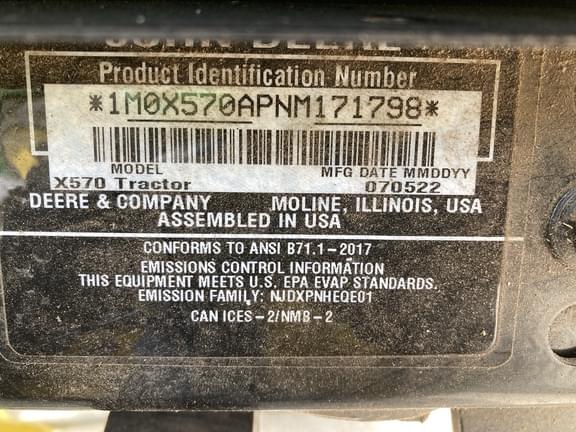 JOHN DEERE
Product Identification Number
*1M0X570APNM171798*
MODEL MFG DATE MMDDYY
X570 Tractor 070522
DEERE & COMPANY MOLINE, ILLINOIS, USA
ASSEMBLED IN USA
CONFORMS TO ANSI B71.1-2017
EMISSIONS CONTROL INFORMATION
THIS EQUIPMENT MEETS U.S. EPA EVAP STANDARDS.
EMISSION FAMILY: NJDXPNHEQE01
CAN ICES-2/NMB-2